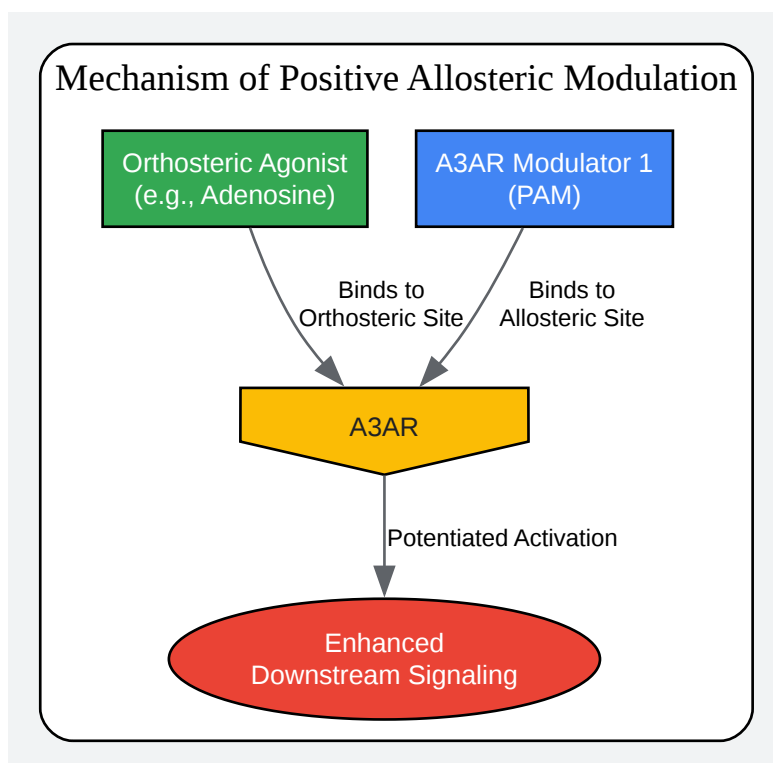 Mechanism of Positive Allosteric Modulation
Orthosteric Agonist
(e.g., Adenosine)
A3AR Modulator 1
(PAM)
Binds to
Orthosteric Site
Binds to
Allosteric Site
A3AR
Potentiated Activation
Enhanced
Downstream Signaling